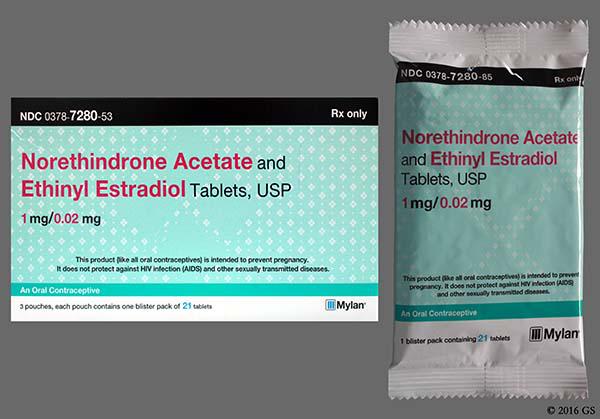 NDC 0378-7280-53
Rx only
Norethindrone Acetate and
Ethinyl Estradiol Tablets, USP
1 mg/0.02 mg
This product (like all oral contraceptives) is intended to prevent pregnancy.
It does not protect against HIV infection (AIDS) and other sexually transmitted diseases.
An Oral Contraceptive
3 pouches, each pouch contains one blister pack of 21 tablets
Mylan®
NDC 0378-7280-85
Rx only
Norethindrone Acetate
and Ethinyl Estradiol
Tablets, USP
1 mg/0.02 mg
This product (like all oral contraceptives) is intended to prevent
pregnancy. It does not protect against HIV infection (AIDS)
and other sexually transmitted diseases.
An Oral Contraceptive
1 blister pack containing 21 tablets
Mylan
© 2016 GS